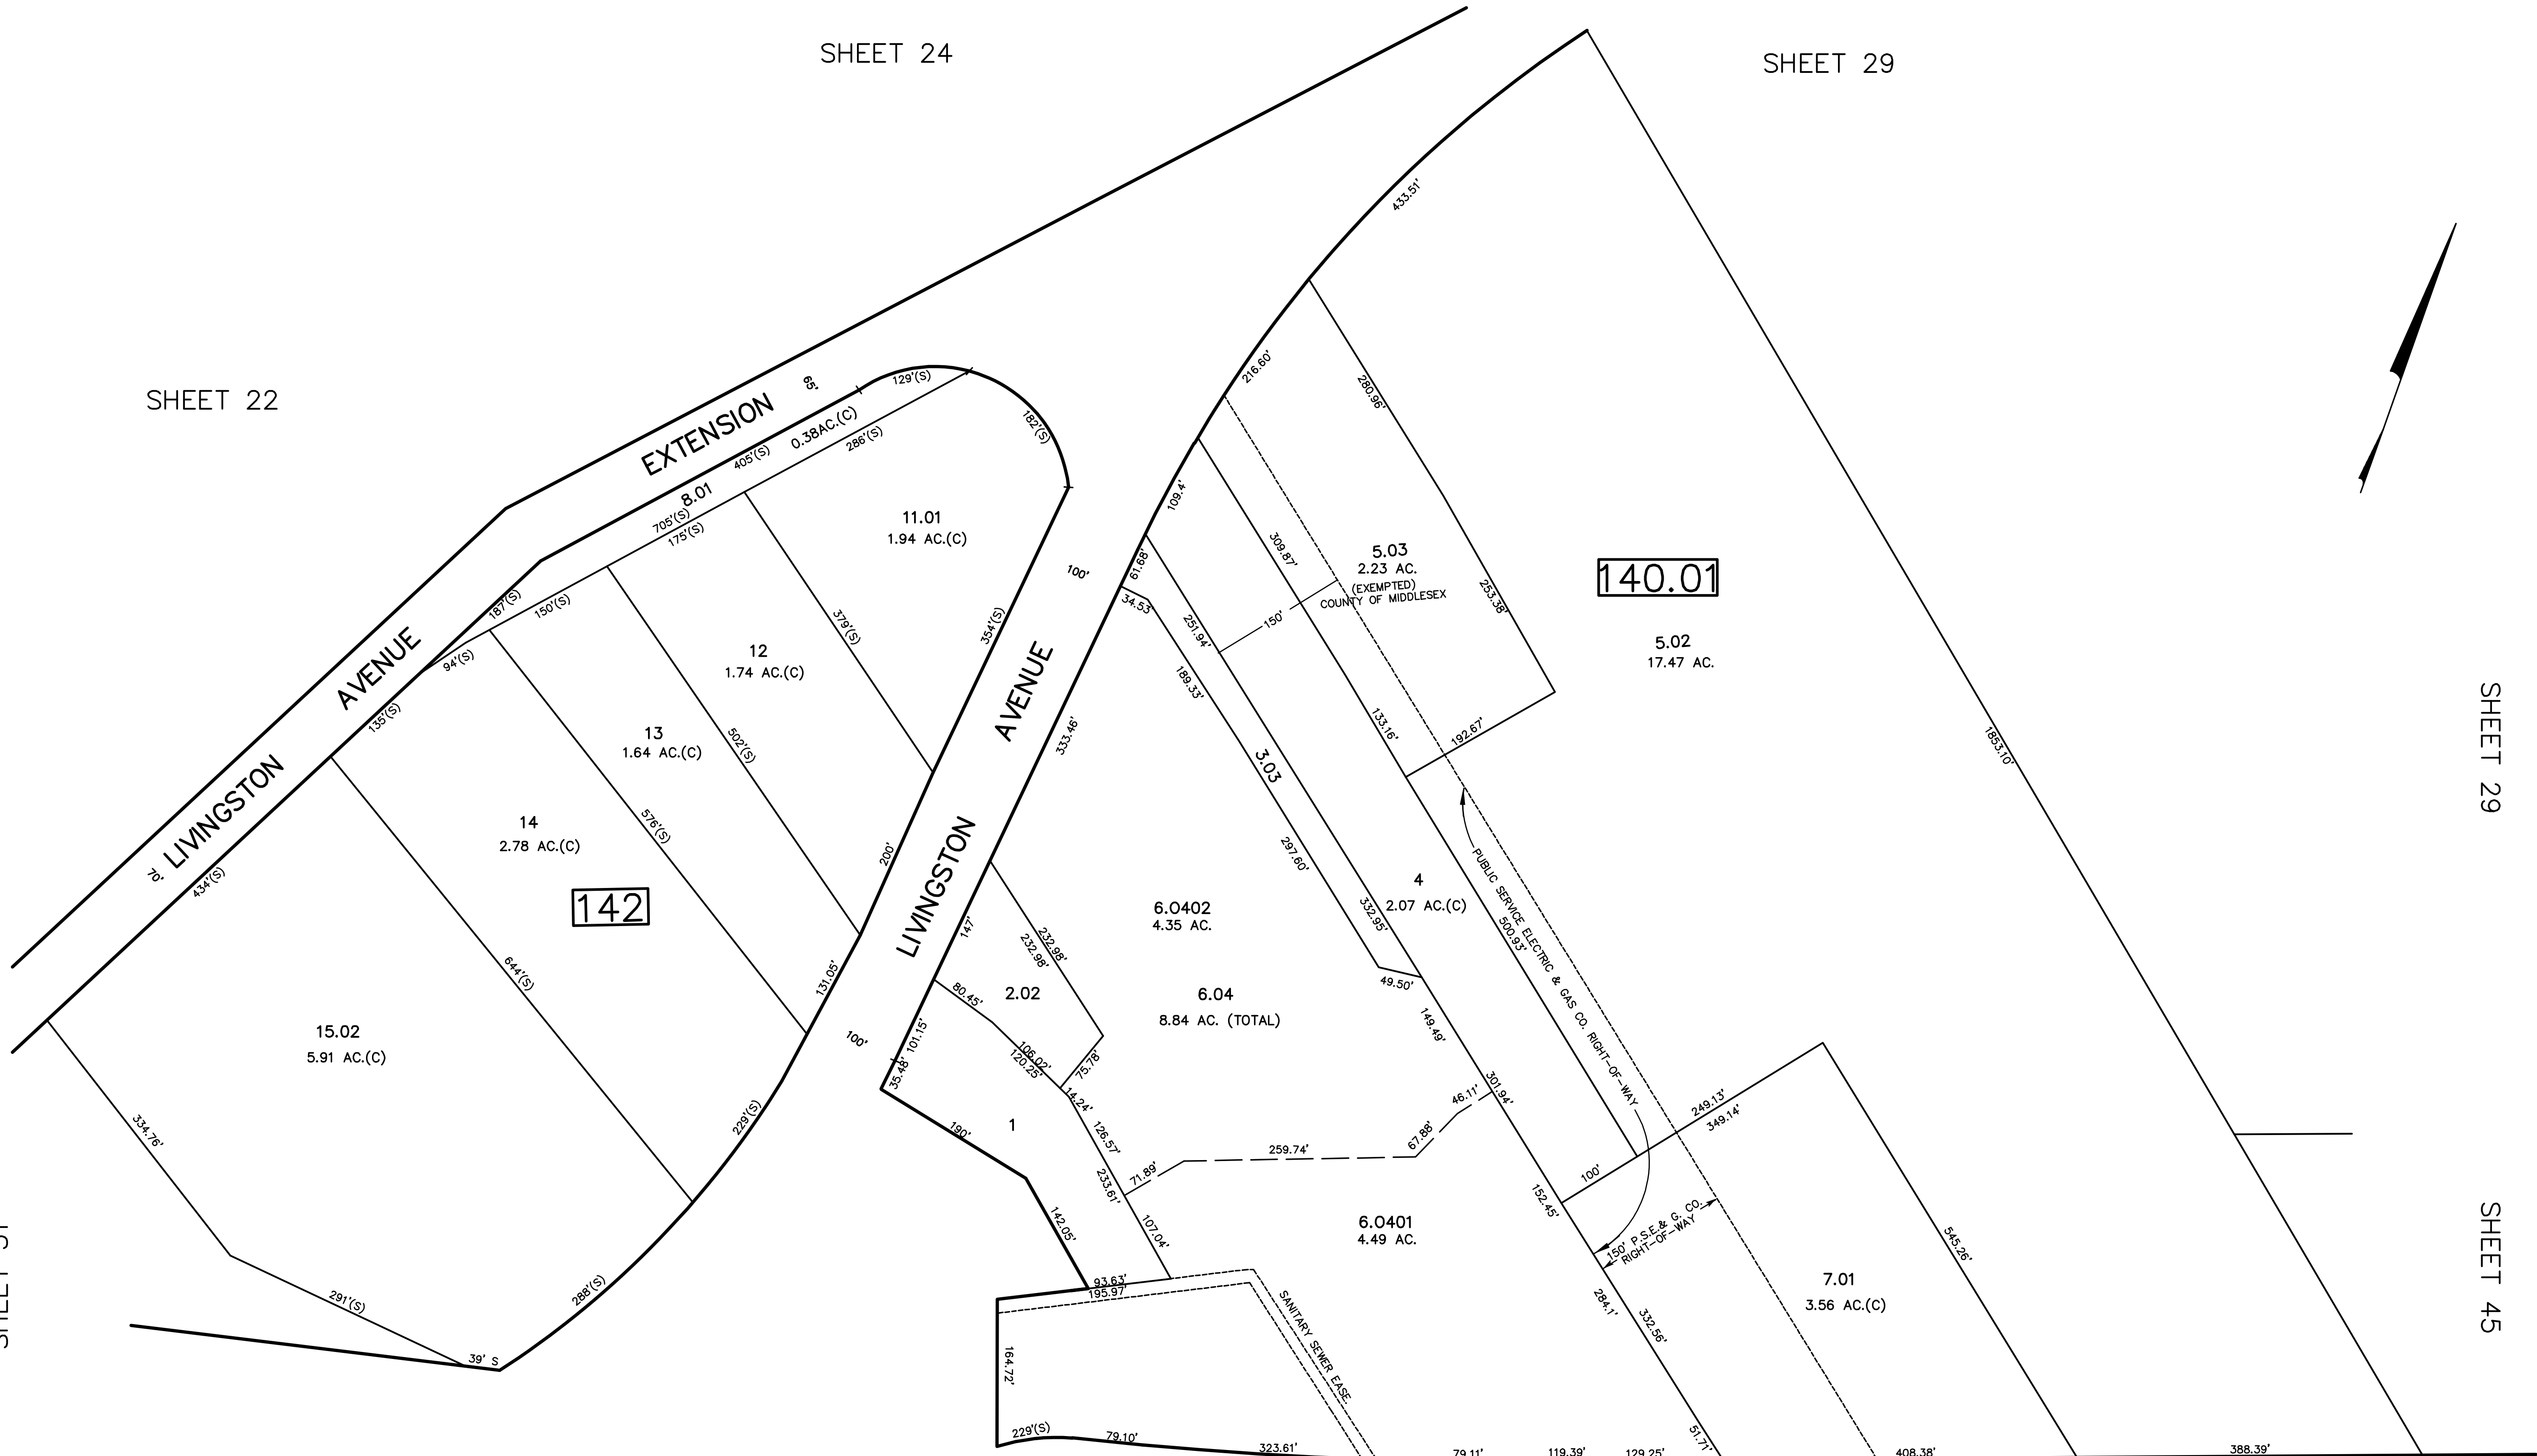 SHEET 24
SHEET 29
SHEET 22
433.51'
216.60'
280.96'
65'
129'(S)
182'(S)
EXTENSION
0.38AC.(C)
405'(S)
286'(S)
8.01
705'(S)
175'(S)
109.4'
11.01
1.94 AC.(C)
309.87'
5.03
2.23 AC.
(EXEMPTED)
COUNTY OF MIDDLESEX
253.38'
140.01
61.68'
100'
34.53'
187'(S)
150'(S)
150'
251.94'
379'(S)
354'(S)
5.02
17.47 AC.
AVENUE
94'(S)
12
1.74 AC.(C)
189.33'
AVENUE
135'(S)
13
1.64 AC.(C)
502'(S)
333.46'
133.16'
192.67'
1853.10'
SHEET 29
3.03
LIVINGSTON
70'
434'(S)
14
2.78 AC.(C)
576'(S)
200'
LIVINGSTON
297.60'
142
4
2.07 AC.(C)
332.95'
PUBLIC SERVICE ELECTRIC & GAS CO. RIGHT-OF-WAY
500.93'
6.0402
4.35 AC.
147'
232.98'
232.98'
644'(S)
131.05'
80.45'
2.02
6.04
8.84 AC. (TOTAL)
49.50'
149.49'
15.02
5.91 AC.(C)
100'
101.15'
35.48'
106.02'
120.25'
75.78'
14.24'
46.11'
301.94'
249.13'
349.14'
334.76'
229'(S)
190'
1
126.57'
67.88'
259.74'
71.89'
233.61'
100'
152.45'
142.05'
107.04'
6.0401
4.49 AC.
150' P.S.E.& G. CO.
RIGHT-OF-WAY
545.26'
SHEET 45
291'(S)
288'(S)
93.63'
195.97'
SANITARY SEWER EASE.
284.1'
332.56'
7.01
3.56 AC.(C)
39' S
164.72'
229'(S)
79.10'
323.61'
79.11'
119.39'
129.25'
51.71'
408.38'
388.39'